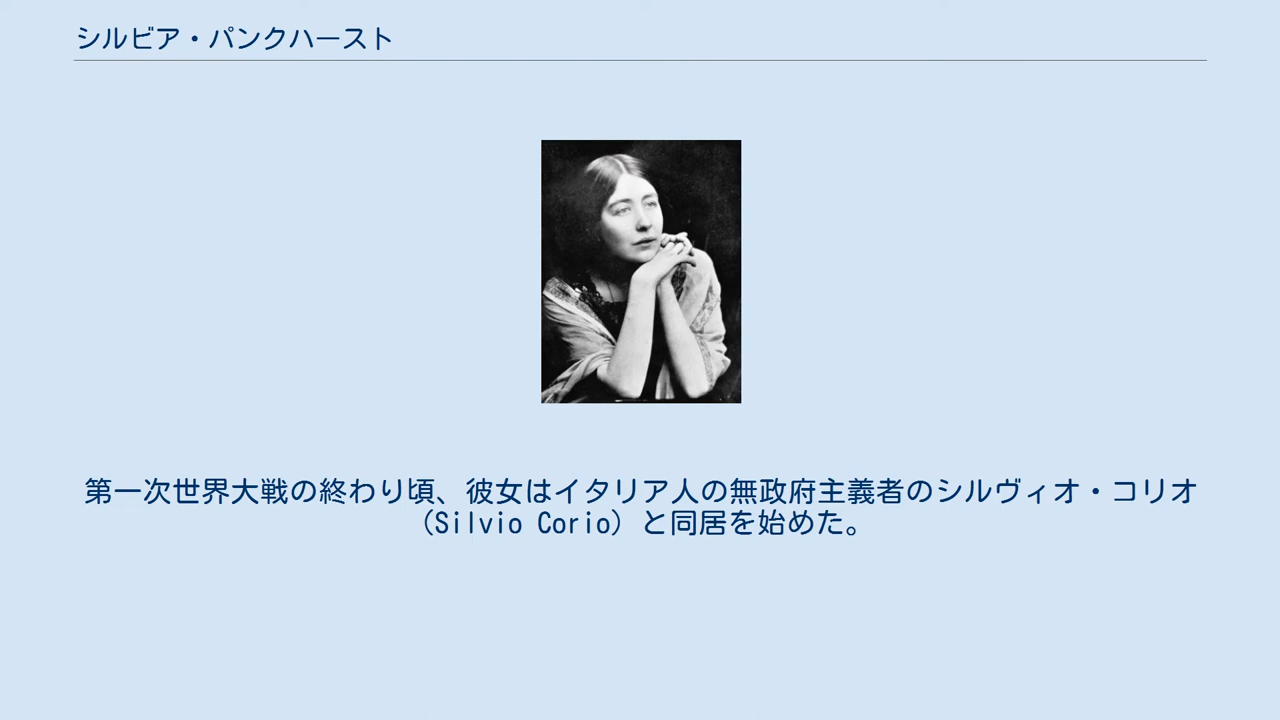 シルビア・パンクハースト
第一次世界大戦の終わり頃、彼女はイタリア人の無政府主義者のシルヴィオ・コリオ
（Silvio Corio）と同居を始めた。